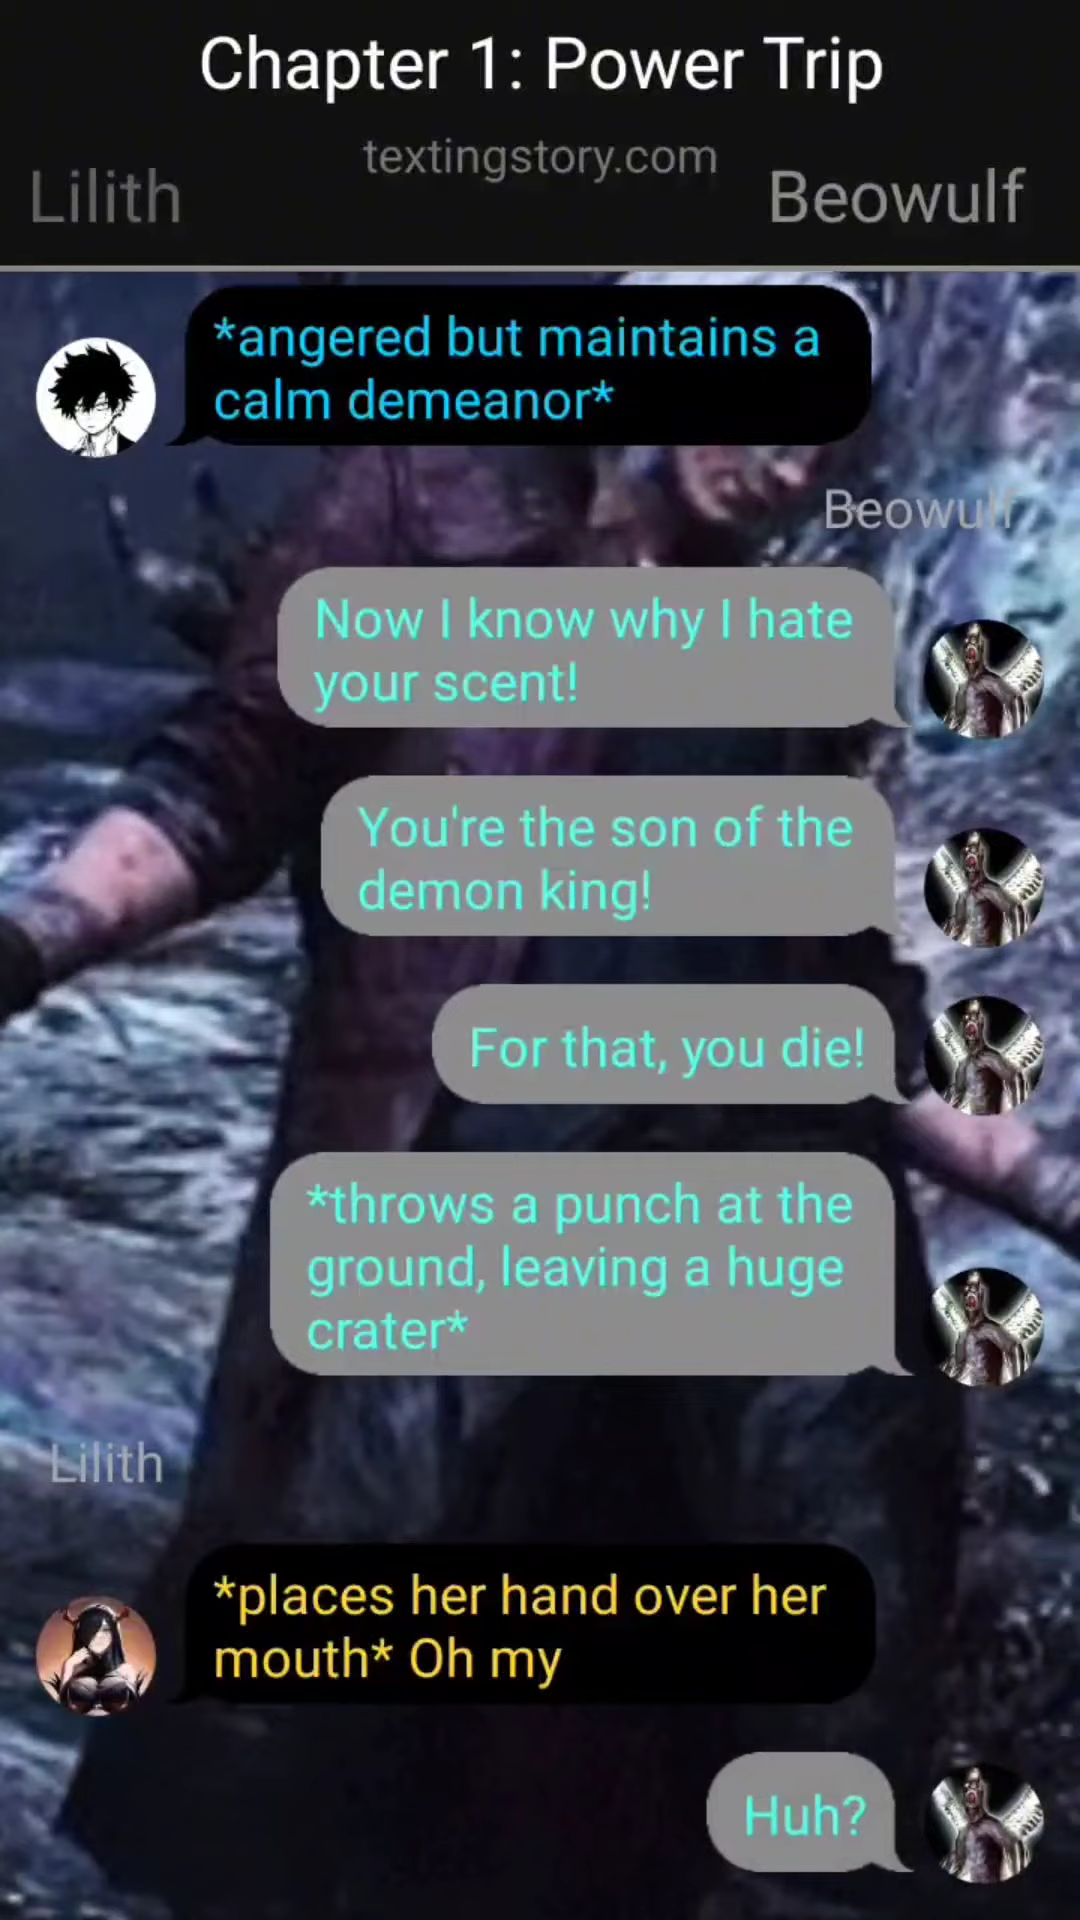 Chapter 1: Power Trip
textingstory.com
Lilith
Beowulf
*angered but maintains a
calm demeanor*
Beowulf
Now I know why I hate
your scent!
You're the son of the
demon king!
For that, you die!
*throws a punch at the
ground, leaving a huge
crater*
Lilith
*places her hand over her
mouth* Oh my
Huh?